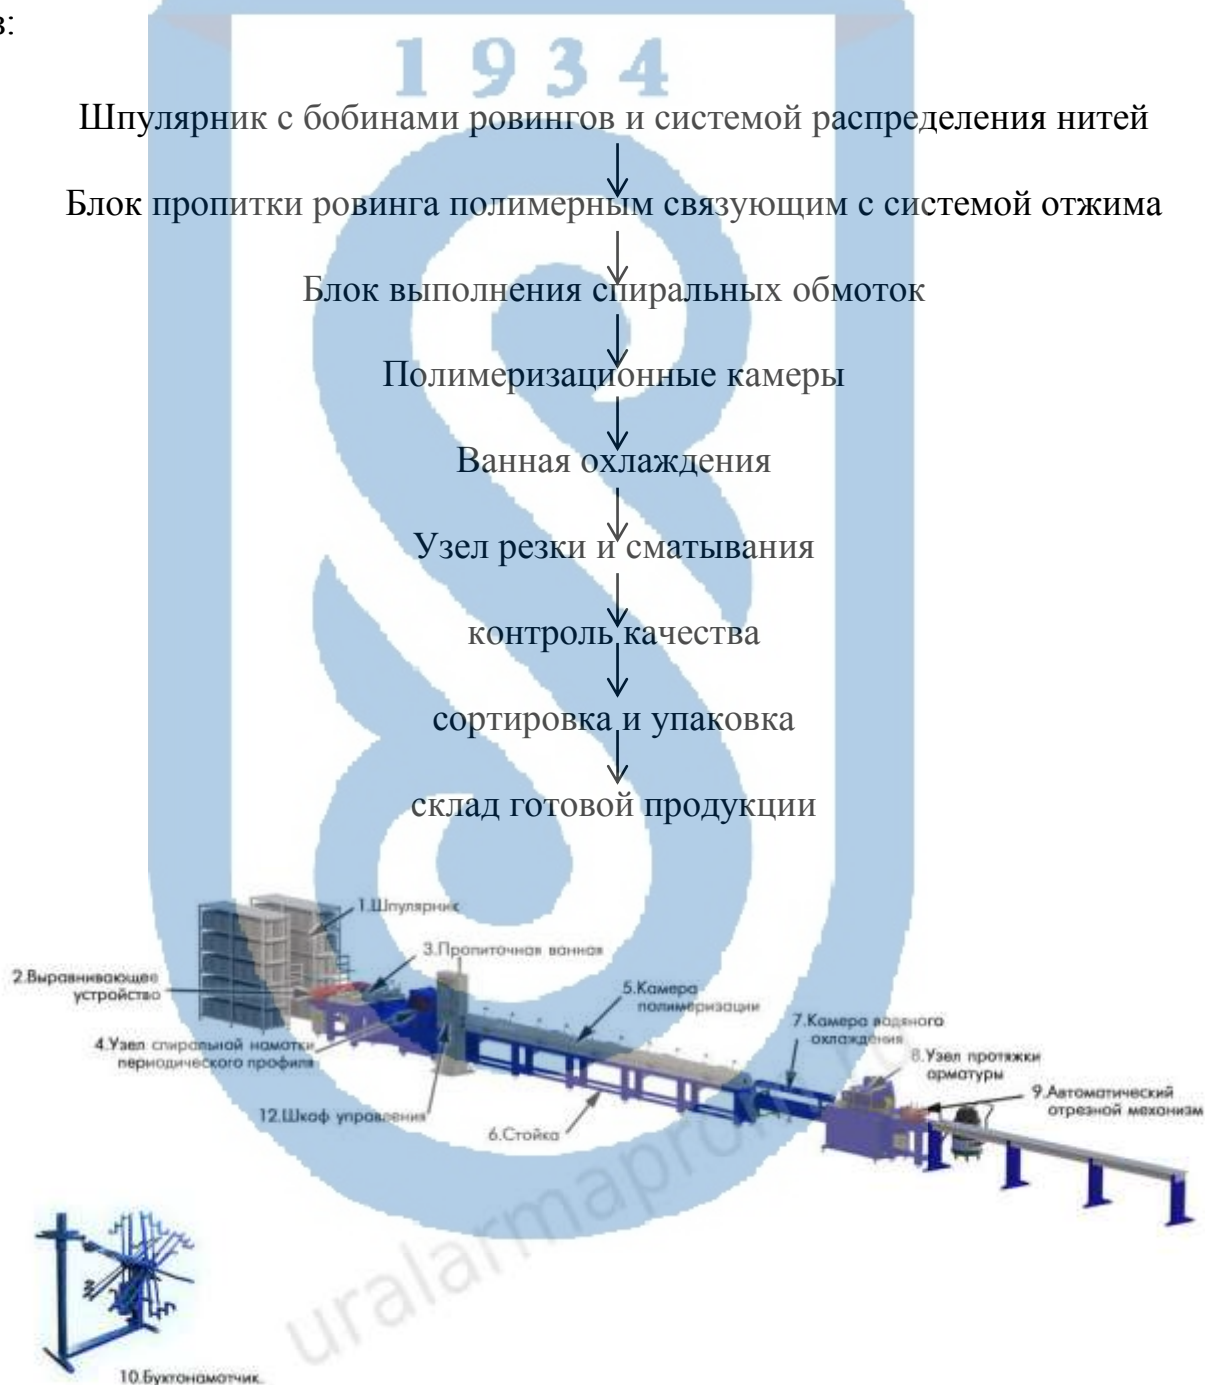 в:
1934
Шпулярник с бобинами ровингов и системой распределения нитей
Блок пропитки ровинга полимерным связующим с системой отжима
Блок выполнения спиральных обмоток
Полимеризационные камеры
Ванная охлаждения
Узел резки и сматывания
контроль качества
сортировка и упаковка
склад готовой продукции
1.Шпулярник
3.Пропиточная ванная
2.Выравнивающее
устройство
5.Камера
полимеризации
4.Узел спиральной намотки
периодического профиля
7.Камера водяного
охлаждения
8.Узел протяжки
арматуры
9.Автоматический
отрезной механизм
12.Шкаф управления
6.Стойка
10.Бухтонамотчик.